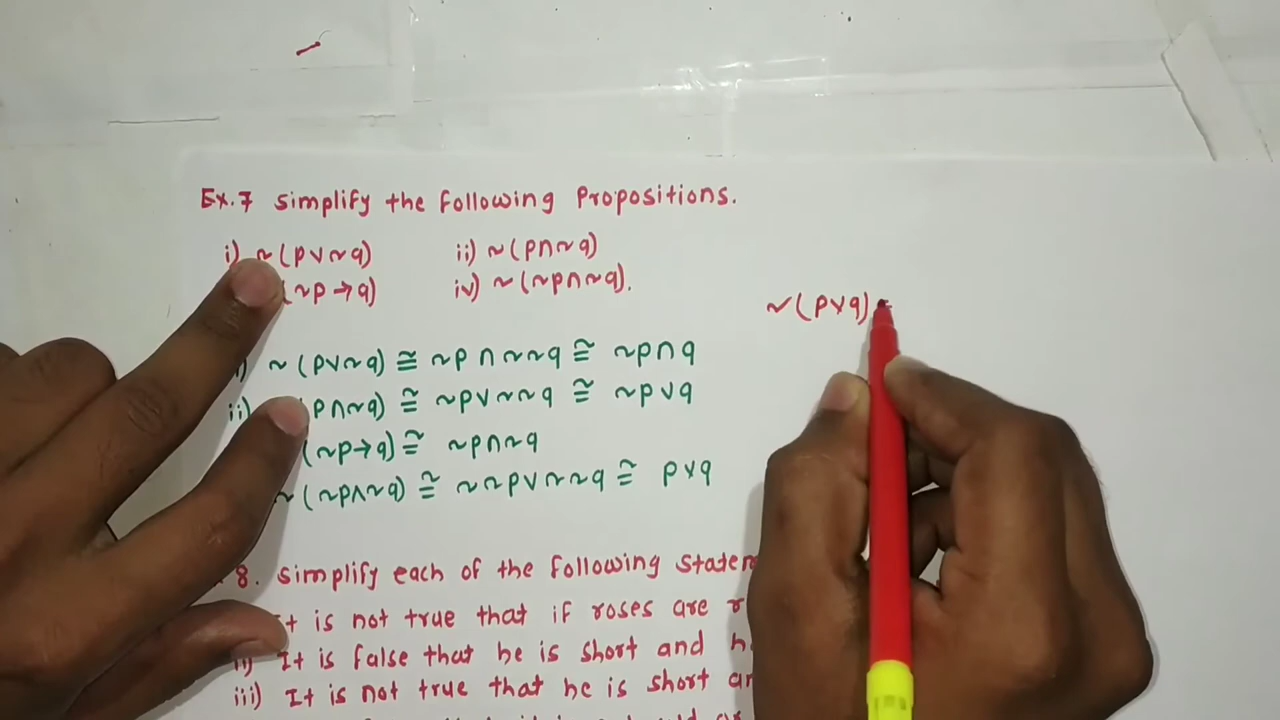 Ex.7 Simplify the following Propositions.
i) ~(p∨~q) ii) ~(p∩~q)
(~p→q) iv) ~(~p∩~q).
~(p∨q)
~(p∨~q) ≅ ~p∩~~q ≅ ~p∩q
ii) p∩~q) ≅ ~p∨~~q ≅ ~p∨q
(~p→q) ≅ ~p∩~q
~(~p∧~q) ≅ ~~p∨~~q ≅ p∨q
8. Simplify each of the following
It is not true that if roses are
ii) It is false that he is short and
iii) It is not true that he is short